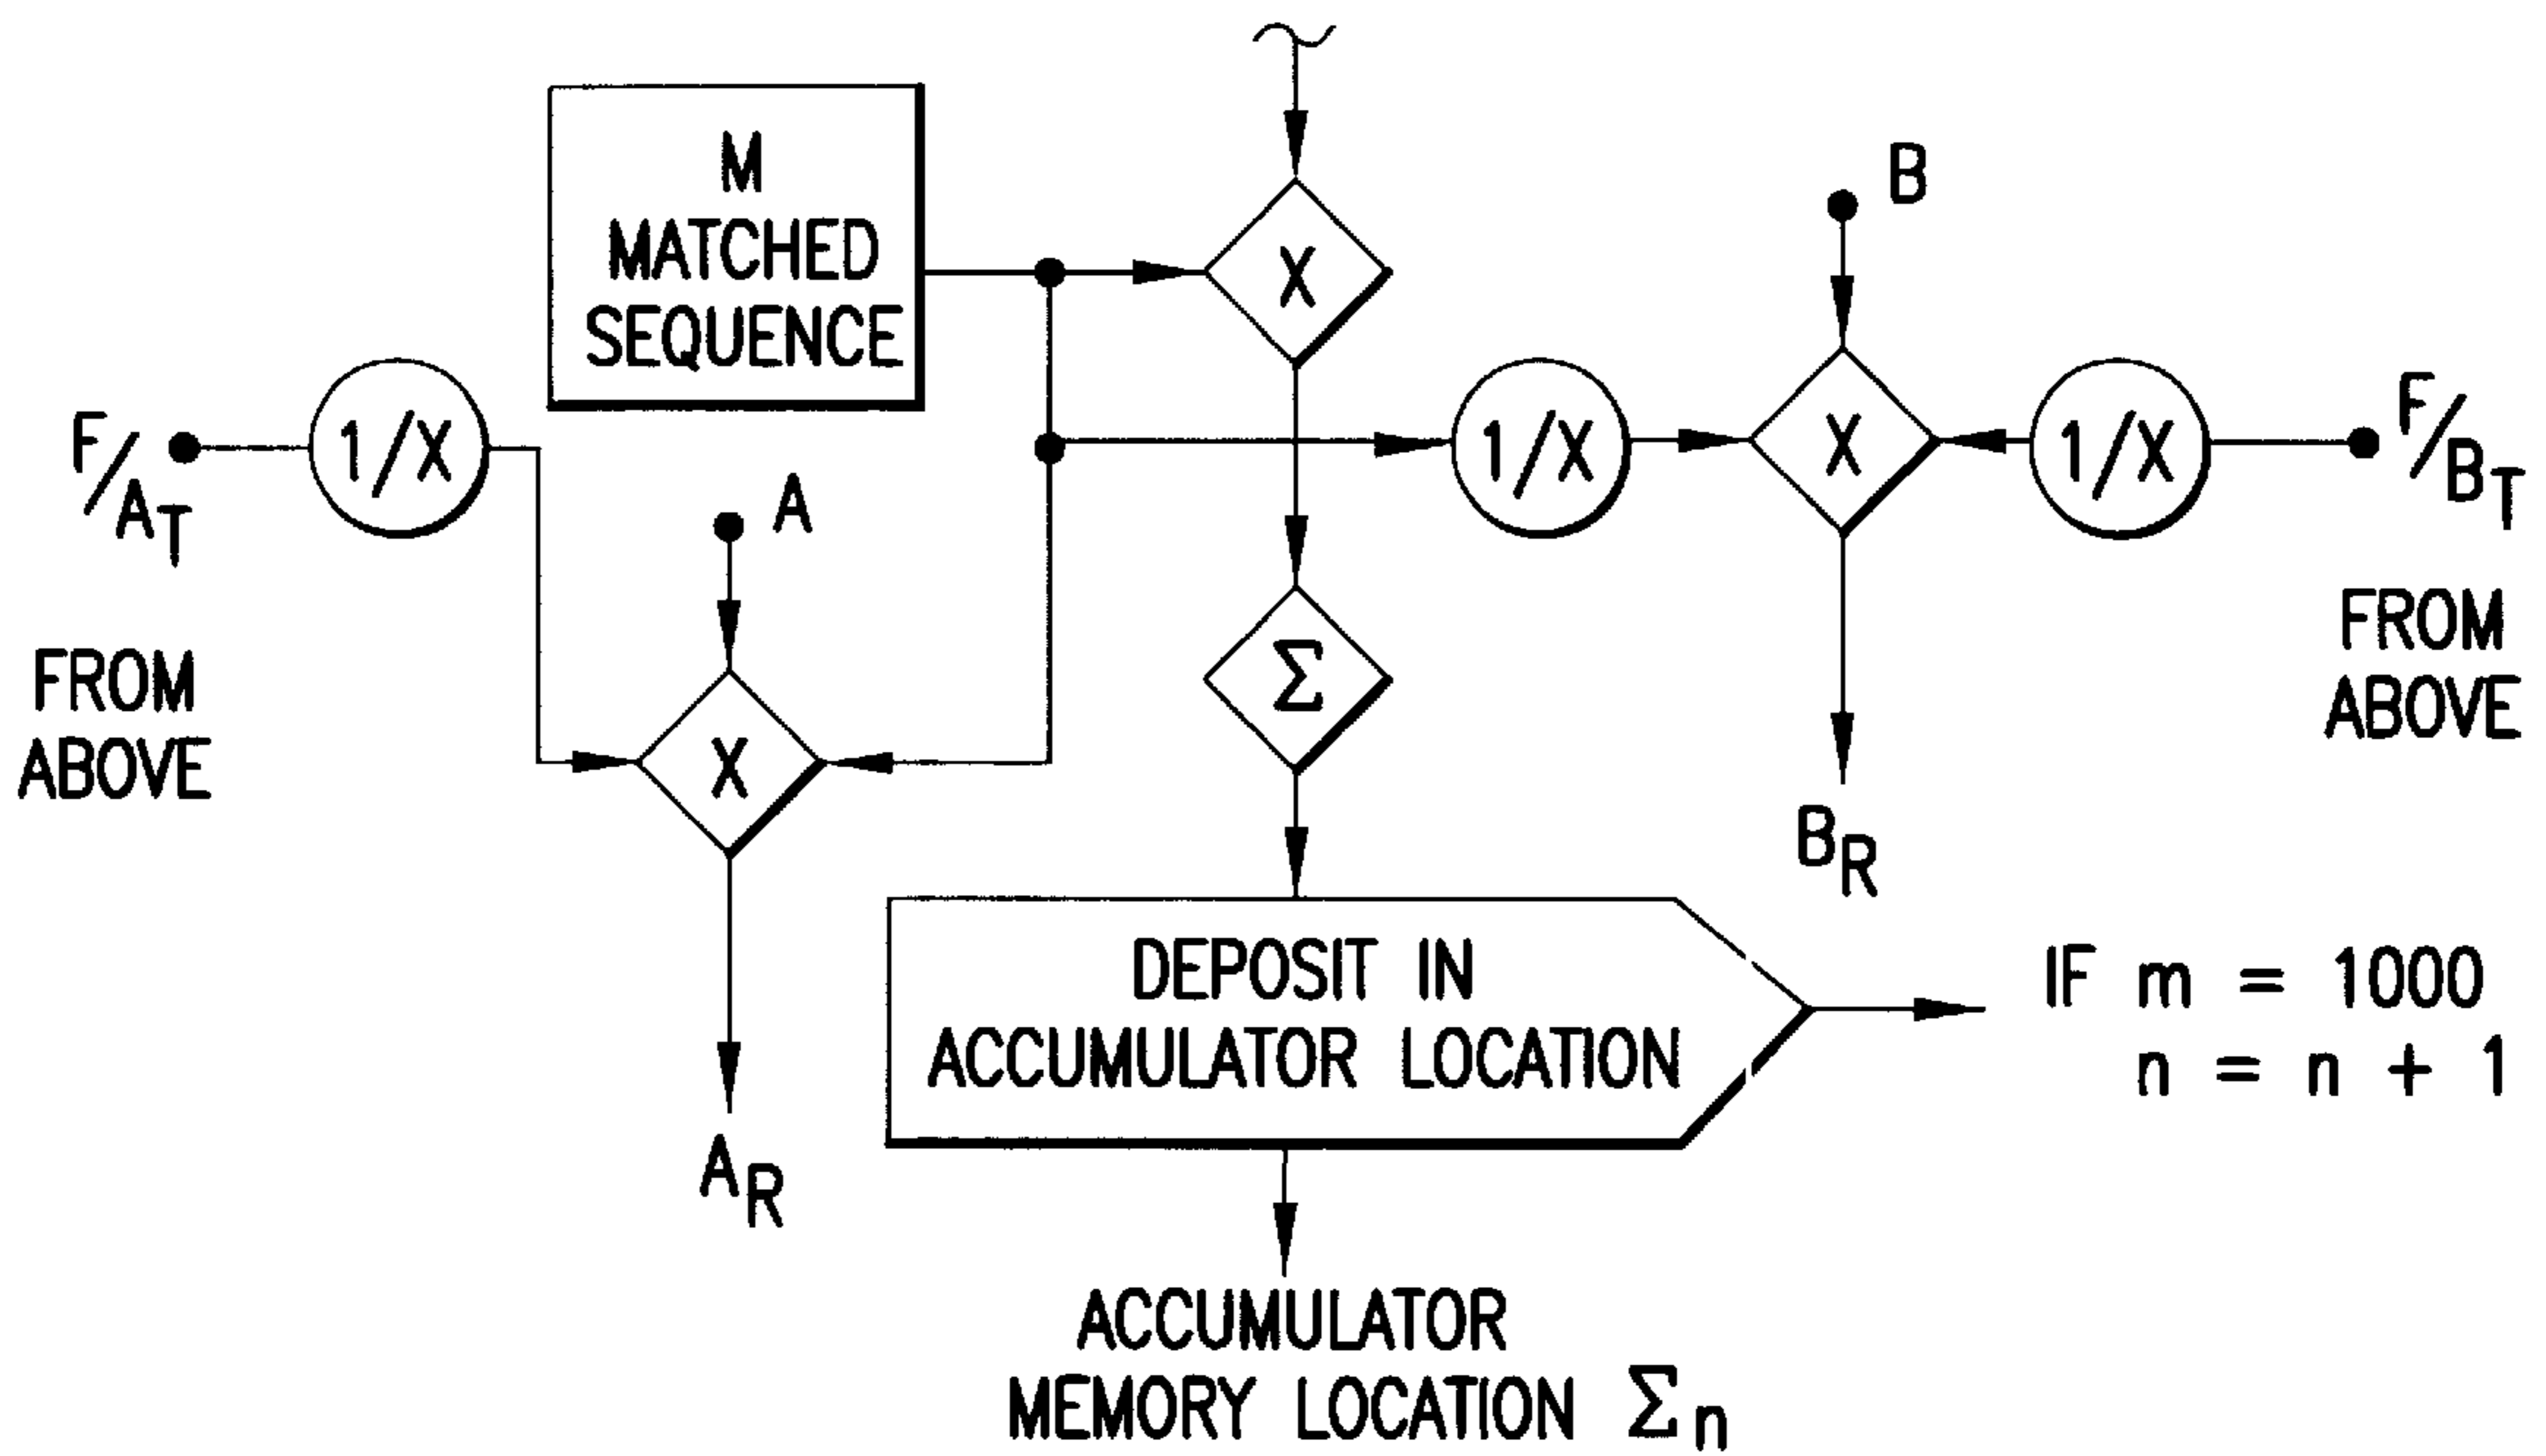 M
MATCHED
SEQUENCE
X
B
F/AT
1/X
A
1/X
X
1/X
F/BT
FROM
ABOVE
X
Σ
FROM
ABOVE
BR
AR
DEPOSIT IN
ACCUMULATOR LOCATION
IF m = 1000
n = n + 1
ACCUMULATOR
MEMORY LOCATION Σn